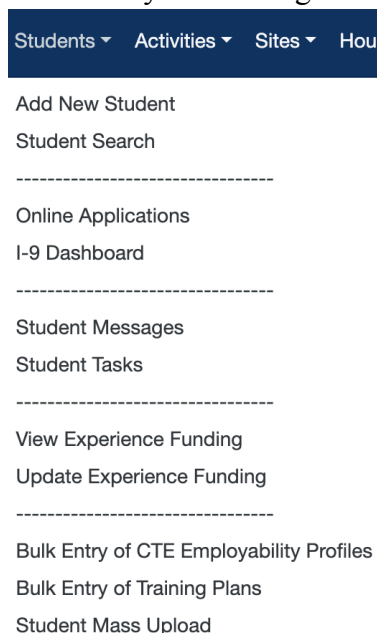 Students Activities Sites Hou
Add New Student
Student Search
---------------------------------
Online Applications
I-9 Dashboard
---------------------------------
Student Messages
Student Tasks
---------------------------------
View Experience Funding
Update Experience Funding
---------------------------------
Bulk Entry of CTE Employability Profiles
Bulk Entry of Training Plans
Student Mass Upload